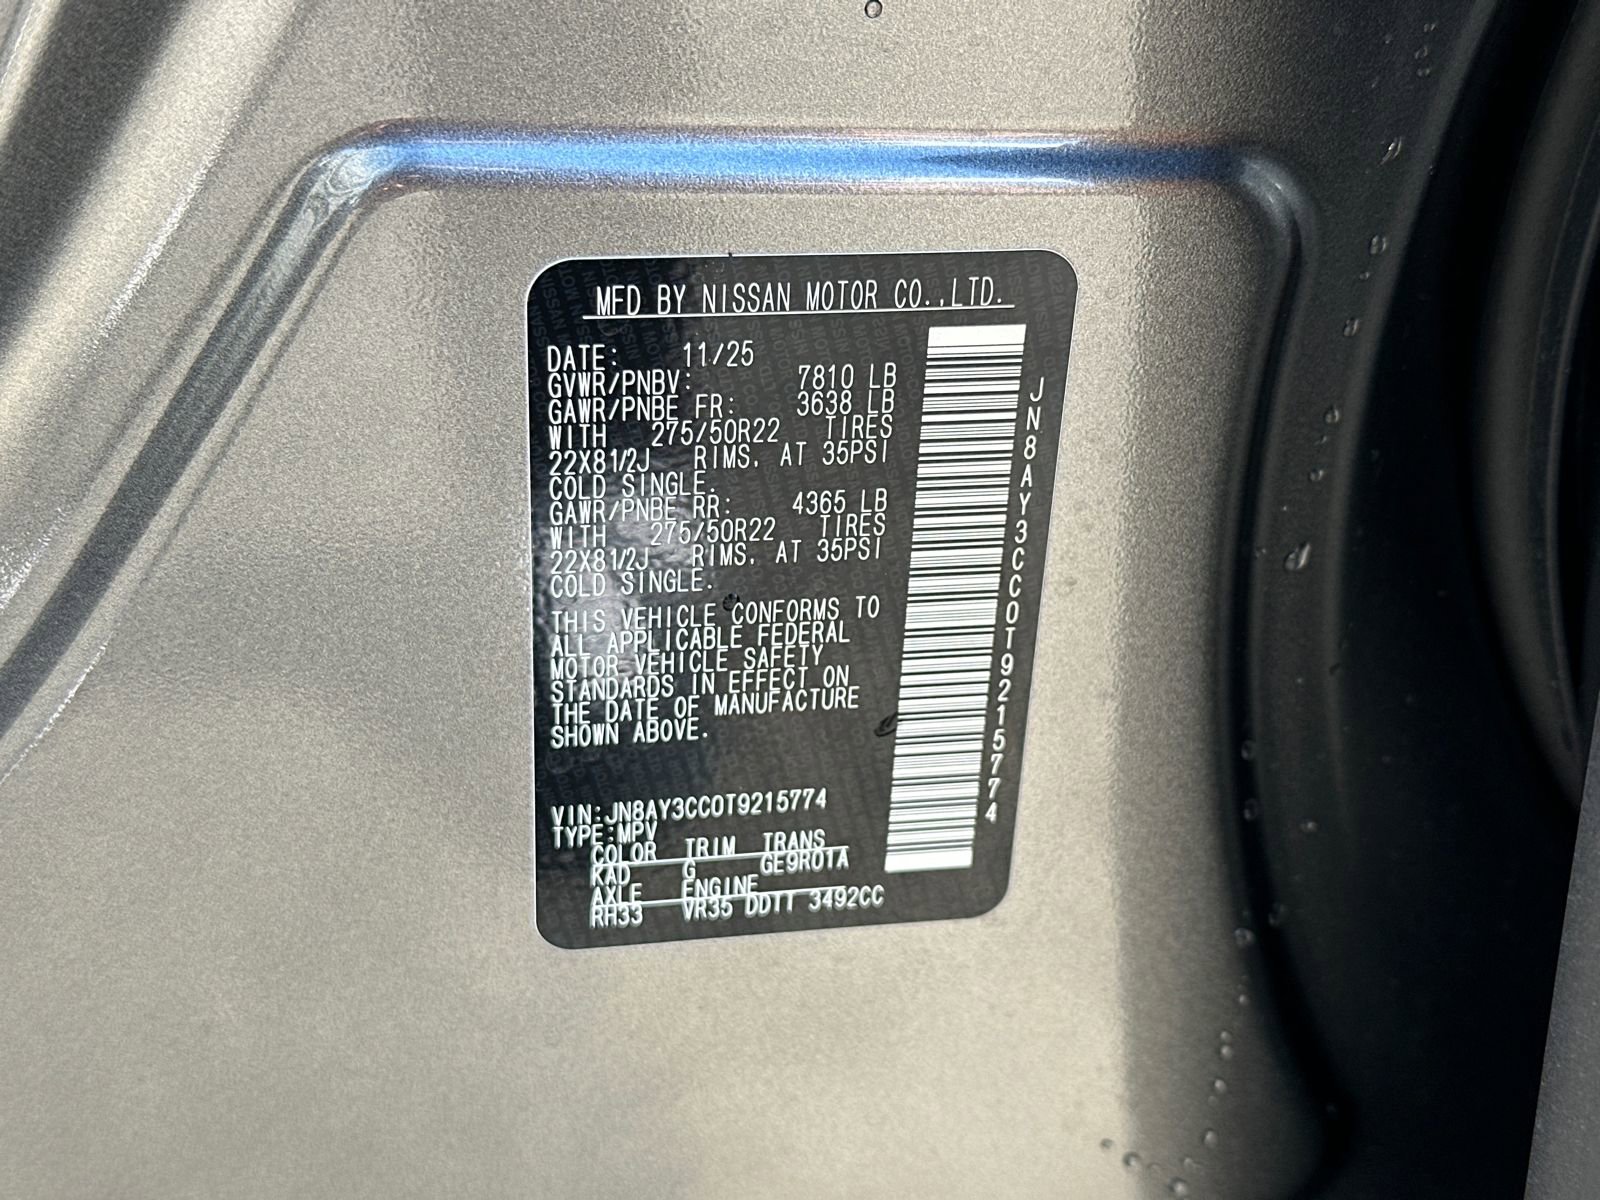 MFD BY NISSAN MOTOR CO.,LTD.
DATE: 11/25
GVWR/PNBV: 7810 LB
GAWR/PNBE FR: 3638 LB
WITH 275/50R22 TIRES
22X81/2J RIMS, AT 35PSI
COLD SINGLE.
GAWR/PNBE RR: 4365 LB
WITH 275/50R22 TIRES
22X81/2J RIMS, AT 35PSI
COLD SINGLE.
THIS VEHICLE CONFORMS TO
ALL APPLICABLE FEDERAL
MOTOR VEHICLE SAFETY
STANDARDS IN EFFECT ON
THE DATE OF MANUFACTURE
SHOWN ABOVE.
VIN:JN8AY3CC0T9215774
TYPE:MPV
COLOR TRIM TRANS
KAD G GE9R01A
AXLE ENGINE
RH33 VR35 DDTT 3492CC
JN8AY3CC0T9215774